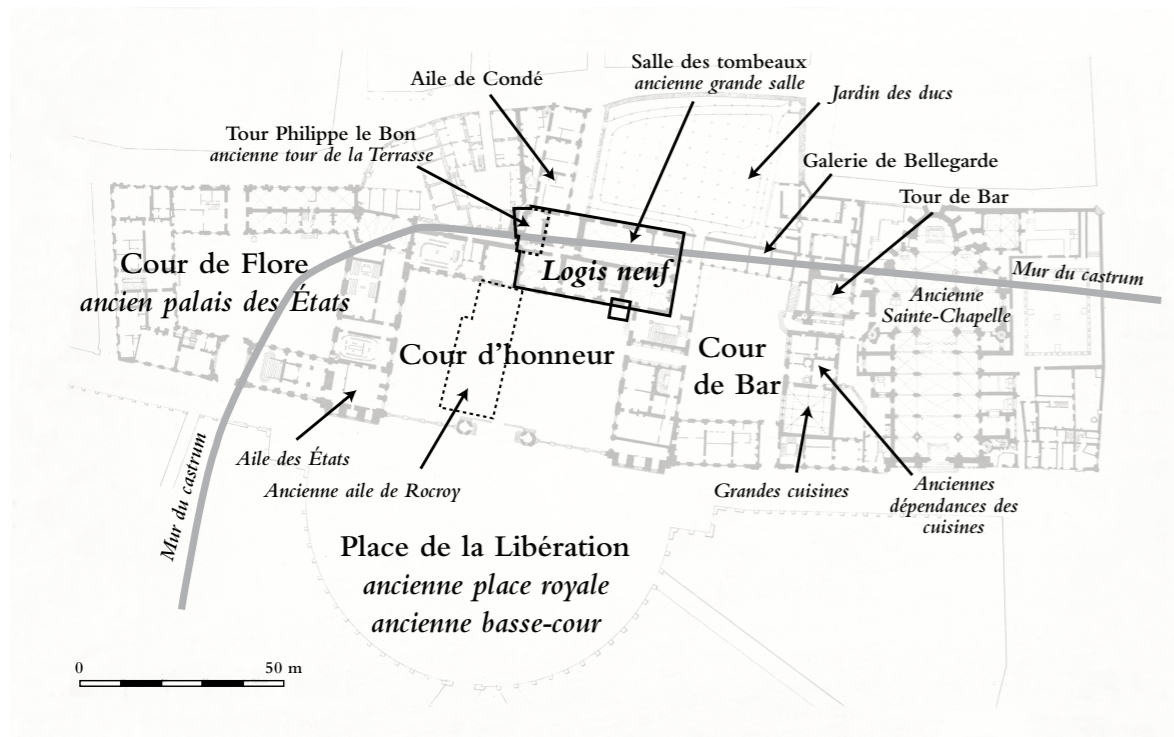 Aile de Condé
Salle des tombeaux
ancienne grande salle
Jardin des ducs
Tour Philippe le Bon
ancienne tour de la Terrasse
Galerie de Bellegarde
Tour de Bar
Cour de Flore
ancien palais des États
Logis neuf
Mur du castrum
Ancienne
Sainte-Chapelle
Cour d'honneur
Cour
de Bar
Mur du castrum
Aile des États
Ancienne aile de Rocroy
Grandes cuisines
Anciennes
dépendances des
cuisines
Place de la Libération
ancienne place royale
ancienne basse-cour
0 50 m